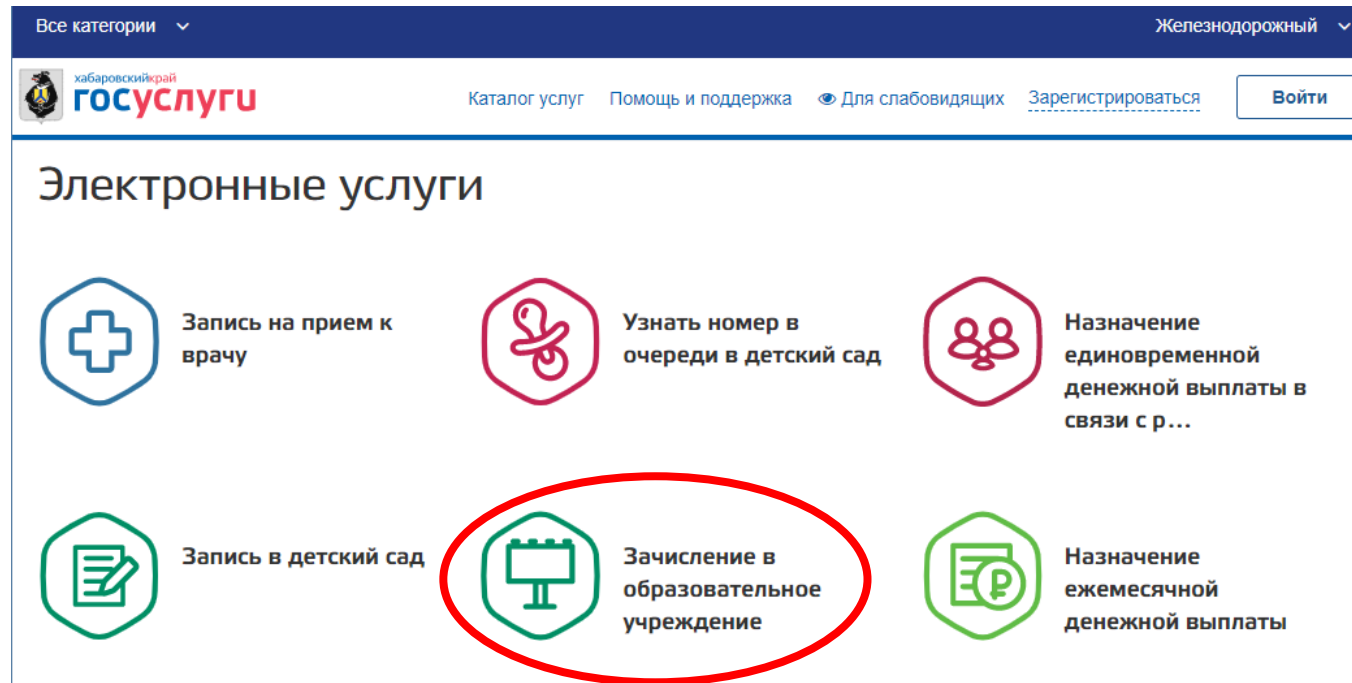 Все категории
Железнодорожный
хабаровскийкрай
госуслуги
Каталог услуг
Помощь и поддержка
Для слабовидящих
Зарегистрироваться
Войти
Электронные услуги
Запись на прием к
врачу
Узнать номер в
очереди в детский сад
Назначение
единовременной
денежной выплаты в
связи с р...
Запись в детский сад
Зачисление в
образовательное
учреждение
Назначение
ежемесячной
денежной выплаты